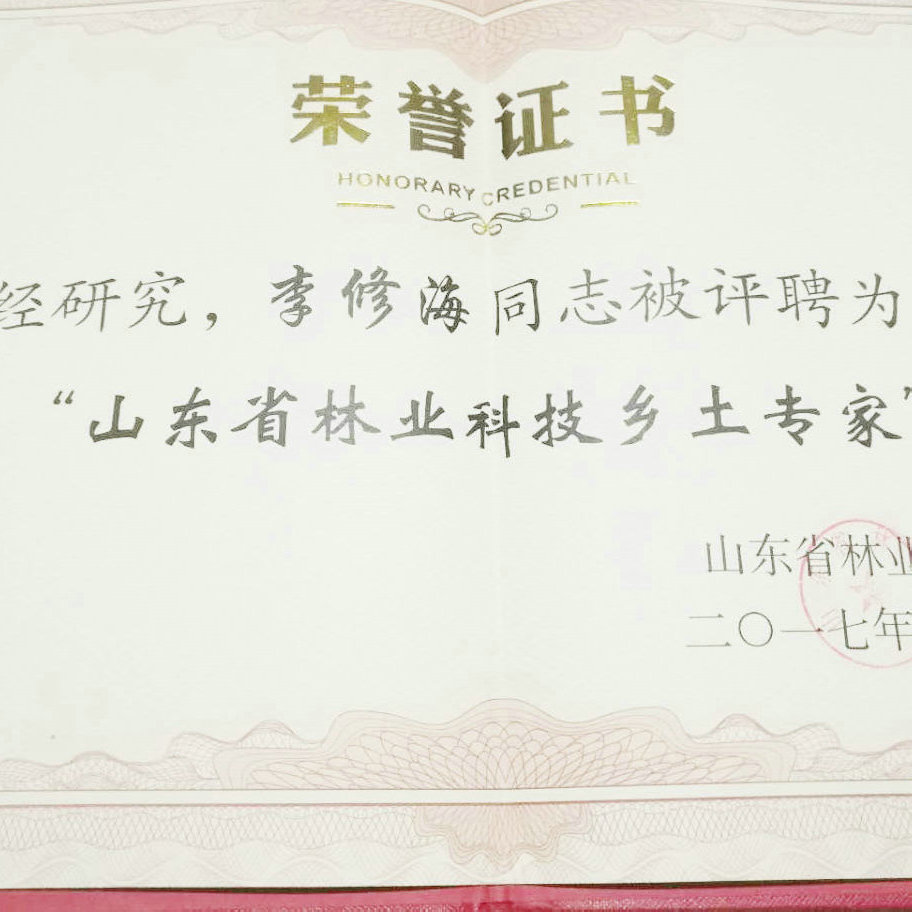 荣誉证书
HONORARY CREDENTIAL
经研究，李修海同志被评聘为
“山东省林业科技乡土专家”
山东省林业
二〇一七年